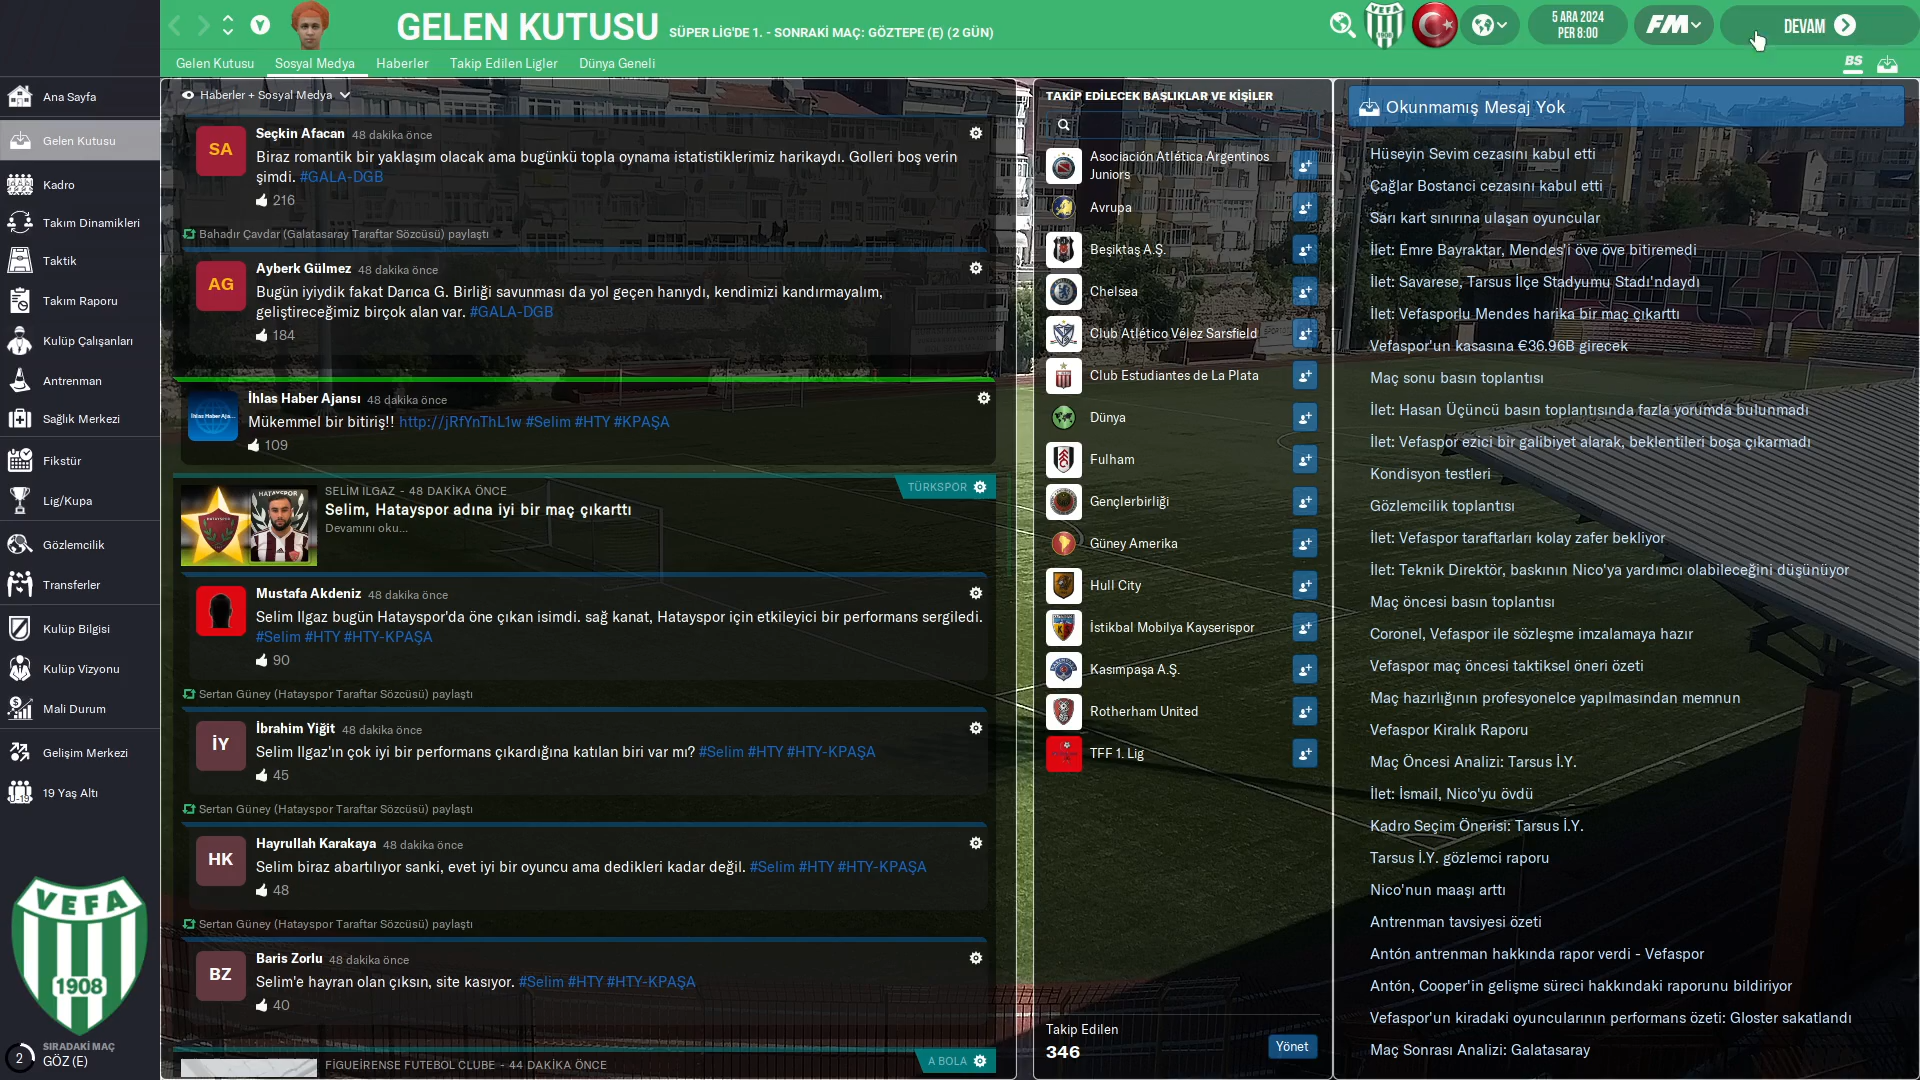 GELEN KUTUSU
SÜPER LİG'DE 1. - SONRAKİ MAÇ: GÖZTEPE (E) (2 GÜN)
5 ARA 2024
PER 8:00
FM
DEVAM
Gelen Kutusu
Sosyal Medya
Haberler
Takip Edilen Ligler
Dünya Geneli
BS
Ana Sayfa
Gelen Kutusu
Kadro
Takım Dinamikleri
Taktik
Takım Raporu
Kulüp Çalışanları
Antrenman
Sağlık Merkezi
Fikstür
Lig/Kupa
Gözlemcilik
Transferler
Kulüp Bilgisi
Kulüp Vizyonu
Mali Durum
Gelişim Merkezi
19 Yaş Altı
VEFA
1908
2
SIRADAKİ MAÇ
GÖZ (E)
Haberler + Sosyal Medya
SA
Seçkin Afacan 48 dakika önce
Biraz romantik bir yaklaşım olacak ama bugünkü topla oynama istatistiklerimiz harikaydı. Golleri boş verin
şimdi. #GALA-DGB
216
Bahadır Çavdar (Galatasaray Taraftar Sözcüsü) paylaştı
AG
Ayberk Gülmez 48 dakika önce
Bugün iyiydik fakat Darıca G. Birliği savunması da yol geçen hanıydı, kendimizi kandırmayalım,
geliştireceğimiz birçok alan var. #GALA-DGB
184
İhlas Haber Aja...
İhlas Haber Ajansı 48 dakika önce
Mükemmel bir bitiriş!! http://jRfYnThL1w #Selim #HTY #KPAŞA
109
SELİM ILGAZ - 48 DAKİKA ÖNCE
TÜRKSPOR
Selim, Hatayspor adına iyi bir maç çıkarttı
Devamını oku...
Mustafa Akdeniz 48 dakika önce
Selim Ilgaz bugün Hatayspor'da öne çıkan isimdi. sağ kanat, Hatayspor için etkileyici bir performans sergiledi.
#Selim #HTY #HTY-KPAŞA
90
Sertan Güney (Hatayspor Taraftar Sözcüsü) paylaştı
İY
İbrahim Yiğit 48 dakika önce
Selim Ilgaz'ın çok iyi bir performans çıkardığına katılan biri var mı? #Selim #HTY #HTY-KPAŞA
45
Sertan Güney (Hatayspor Taraftar Sözcüsü) paylaştı
HK
Hayrullah Karakaya 48 dakika önce
Selim biraz abartılıyor sanki, evet iyi bir oyuncu ama dedikleri kadar değil. #Selim #HTY #HTY-KPAŞA
48
Sertan Güney (Hatayspor Taraftar Sözcüsü) paylaştı
BZ
Baris Zorlu 48 dakika önce
Selim'e hayran olan çıksın, site kasıyor. #Selim #HTY #HTY-KPAŞA
40
FİGUEİRENSE FUTEBOL CLUBE - 44 DAKİKA ÖNCE
A BOLA
TAKİP EDİLECEK BAŞLIKLAR VE KİŞİLER
Asociación Atlética Argentinos
Juniors
Avrupa
Beşiktaş A.Ş.
Chelsea
Club Atlético Vélez Sarsfield
Club Estudiantes de La Plata
Dünya
Fulham
Gençlerbirliği
Güney Amerika
Hull City
İstikbal Mobilya Kayserispor
Kasımpaşa A.Ş.
Rotherham United
TFF 1. Lig
Takip Edilen
346
Yönet
Okunmamış Mesaj Yok
Hüseyin Sevim cezasını kabul etti
Çağlar Bostanci cezasını kabul etti
Sarı kart sınırına ulaşan oyuncular
İlet: Emre Bayraktar, Mendes'i öve öve bitiremedi
İlet: Savarese, Tarsus İlçe Stadyumu Stadı'ndaydı
İlet: Vefasporlu Mendes harika bir maç çıkarttı
Vefaspor'un kasasına €36.96B girecek
Maç sonu basın toplantısı
İlet: Hasan Üçüncü basın toplantısında fazla yorumda bulunmadı
İlet: Vefaspor ezici bir galibiyet alarak, beklentileri boşa çıkarmadı
Kondisyon testleri
Gözlemcilik toplantısı
İlet: Vefaspor taraftarları kolay zafer bekliyor
İlet: Teknik Direktör, baskının Nico'ya yardımcı olabileceğini düşünüyor
Maç öncesi basın toplantısı
Coronel, Vefaspor ile sözleşme imzalamaya hazır
Vefaspor maç öncesi taktiksel öneri özeti
Maç hazırlığının profesyonelce yapılmasından memnun
Vefaspor Kiralık Raporu
Maç Öncesi Analizi: Tarsus İ.Y.
İlet: İsmail, Nico'yu övdü
Kadro Seçim Önerisi: Tarsus İ.Y.
Tarsus İ.Y. gözlemci raporu
Nico'nun maaşı arttı
Antrenman tavsiyesi özeti
Antón antrenman hakkında rapor verdi - Vefaspor
Antón, Cooper'in gelişme süreci hakkındaki raporunu bildiriyor
Vefaspor'un kiradaki oyuncularının performans özeti: Gloster sakatlandı
Maç Sonrası Analizi: Galatasaray